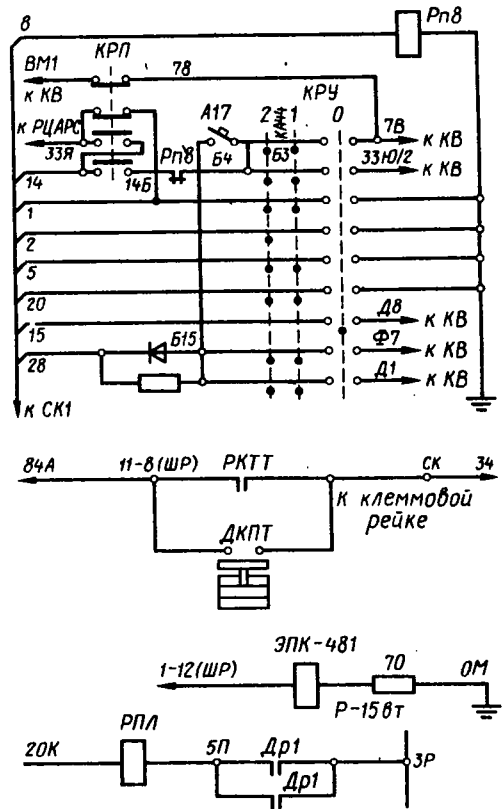 8
Рп8
ВМ1
КРП
78
к КВ
А17
КРУ
2
1
0
7В
к КВ
к РЦАРС
Рп8
Б4
Б3
33Я
33Ю/2
к КВ
14
14Б
1
2
5
20
Д8
к КВ
15
Б15
Ф7
к КВ
28
Д1
к КВ
к СК1
84А
11-8(ШР)
РКТТ
СК
34
К клеммовой
рейке
ДКПТ
ЭПК-481
1-12(ШР)
70
0М
Р-15вт
РПЛ
20К
5П
Др1
3Р
Др1